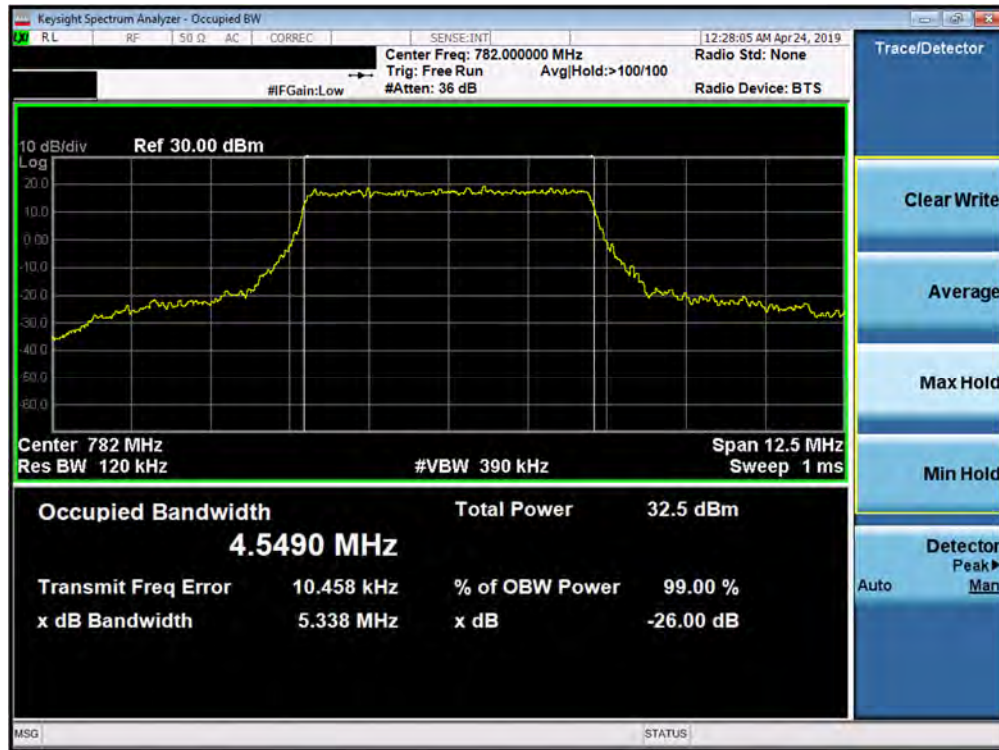 Keysight Spectrum Analyzer - Occupied BW
LXI RL RF 50 Ω AC CORREC SENSE:INT 12:28:05 AM Apr 24, 2019
Center Freq: 782.000000 MHz Radio Std: None
Trig: Free Run Avg|Hold:>100/100
#IFGain:Low #Atten: 36 dB Radio Device: BTS
10 dB/div Ref 30.00 dBm
Log
20.0
10.0
0.00
-10.0
-20.0
-30.0
-40.0
-50.0
-60.0
Center 782 MHz Span 12.5 MHz
Res BW 120 kHz #VBW 390 kHz Sweep 1 ms
Occupied Bandwidth Total Power 32.5 dBm
4.5490 MHz
Transmit Freq Error 10.458 kHz % of OBW Power 99.00 %
x dB Bandwidth 5.338 MHz x dB -26.00 dB
MSG STATUS
Trace/Detector
Clear Write
Average
Max Hold
Min Hold
Detector
Peak▶
Auto Man